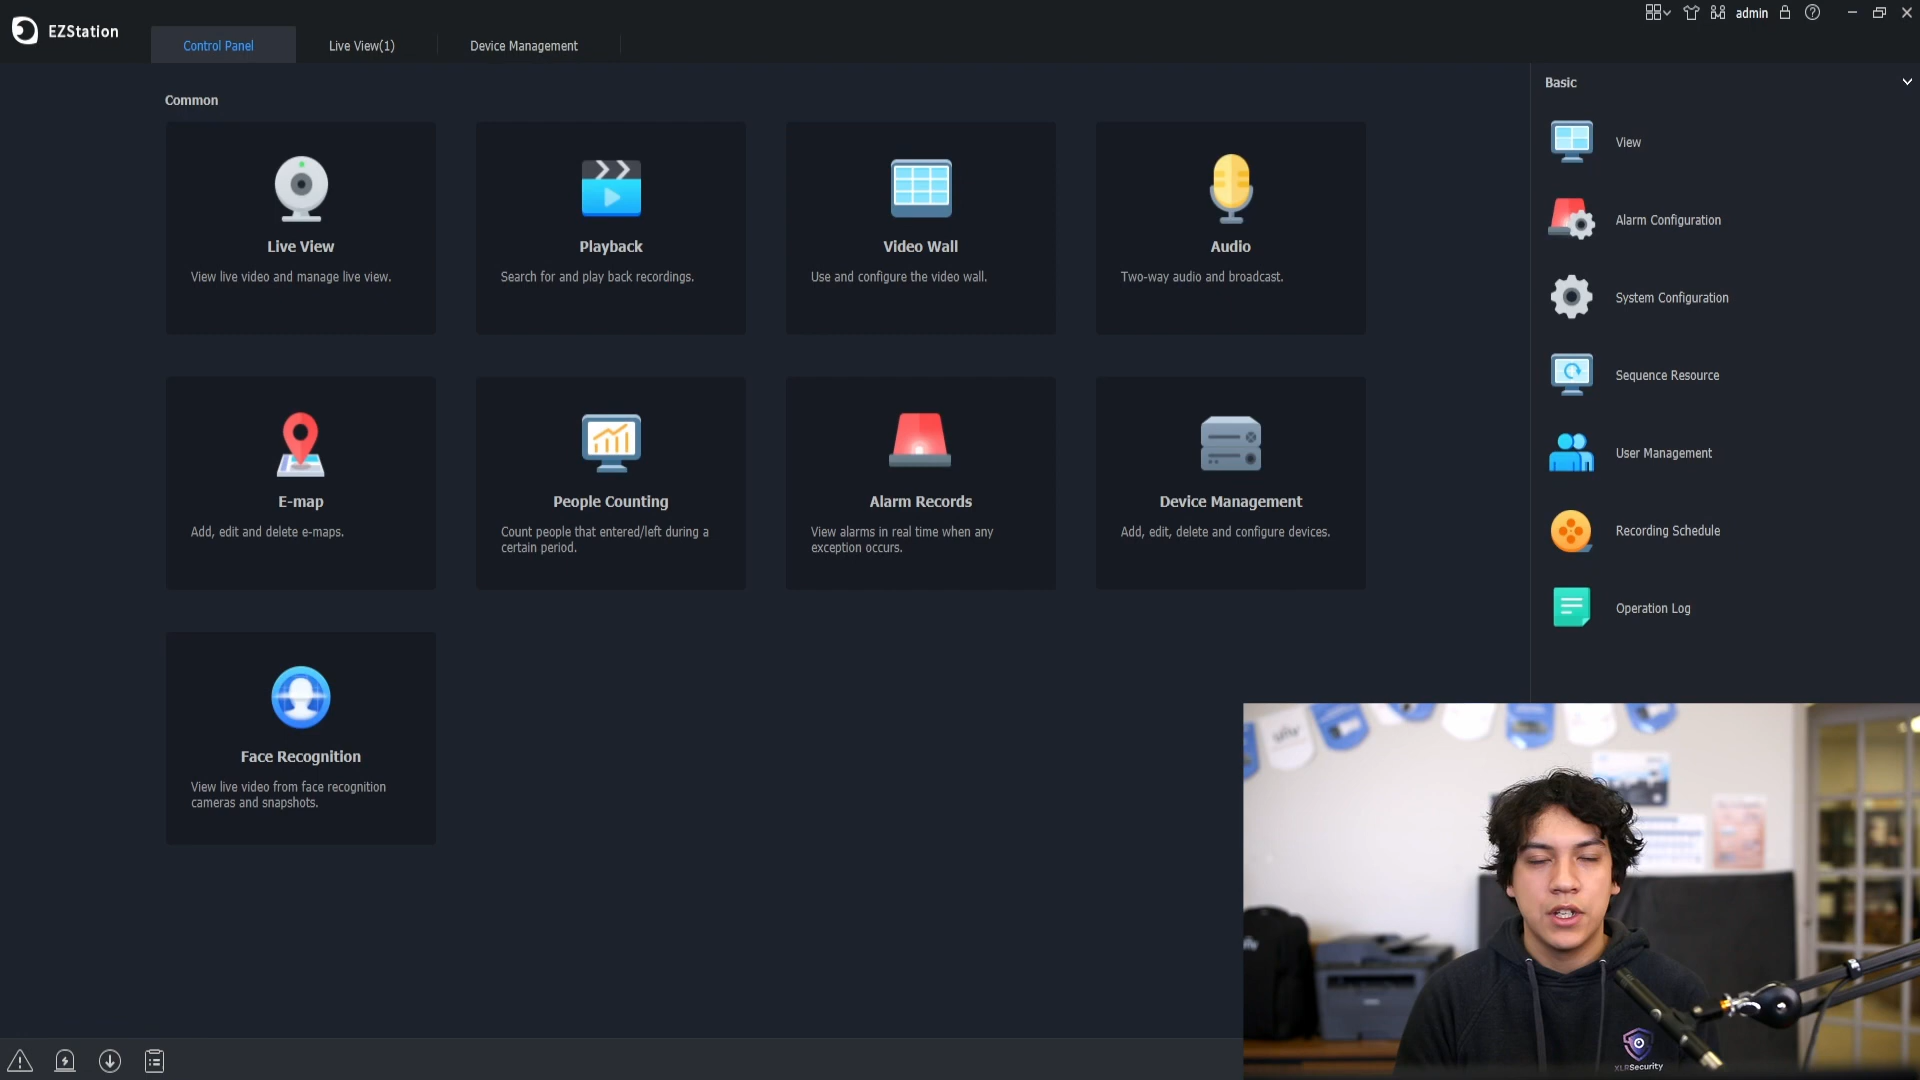 EZStation
Control Panel
Live View(1)
Device Management
admin
Common
Live View
View live video and manage live view.
Playback
Search for and play back recordings.
Video Wall
Use and configure the video wall.
Audio
Two-way audio and broadcast.
E-map
Add, edit and delete e-maps.
People Counting
Count people that entered/left during a
certain period.
Alarm Records
View alarms in real time when any
exception occurs.
Device Management
Add, edit, delete and configure devices.
Face Recognition
View live video from face recognition
cameras and snapshots.
Basic
View
Alarm Configuration
System Configuration
Sequence Resource
User Management
Recording Schedule
Operation Log
XLRSecurity